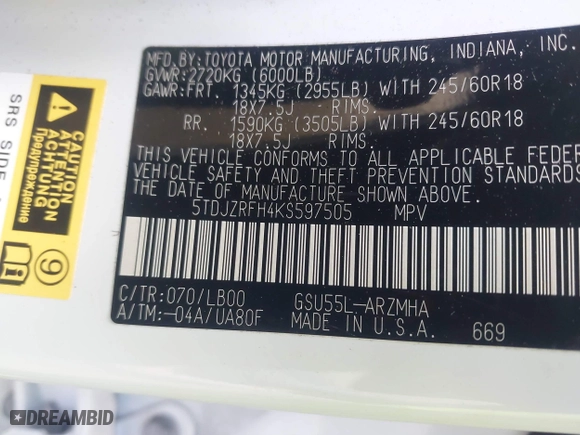 MFD.BY:TOYOTA MOTOR MANUFACTURING, INDIANA, INC.
GVWR:2720KG (6000LB)
GAWR:FRT. 1345KG (2955LB) WITH 245/60R18
18X7.5J RIMS.
RR. 1590KG (3505LB) WITH 245/60R18
18X7.5J RIMS.
THIS VEHICLE CONFORMS TO ALL APPLICABLE FEDER
VEHICLE SAFETY AND THEFT PREVENTION STANDARDS
THE DATE OF MANUFACTURE SHOWN ABOVE.
5TDJZRFH4KS597505 MPV
C/TR:070/LB00 GSU55L-ARZMHA
A/TM:-04A/UA80F MADE IN U.S.A.
669
SRS SIDE
CAUTION
ATTENTION
ACHTUNG
Предупреждение
9
DREAMBID